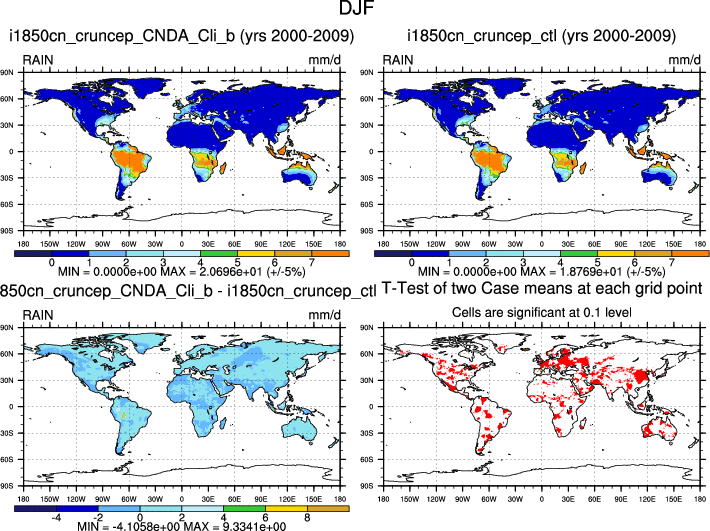 DJF
i1850cn_cruncep_CNDA_Cli_b (yrs 2000-2009)
RAIN mm/d
90N
60N
30N
0
30S
60S
90S
180 150W 120W 90W 60W 30W 0 30E 60E 90E 120E 150E 180
0 1 2 3 4 5 6 7
MIN = 0.0000e+00 MAX = 2.0696e+01 (+/-5%)
i1850cn_cruncep_ctl (yrs 2000-2009)
RAIN mm/d
90N
60N
30N
0
30S
60S
90S
180 150W 120W 90W 60W 30W 0 30E 60E 90E 120E 150E 180
0 1 2 3 4 5 6 7
MIN = 0.0000e+00 MAX = 1.8769e+01 (+/-5%)
850cn_cruncep_CNDA_Cli_b - i1850cn_cruncep_ctl
RAIN mm/d
90N
60N
30N
0
30S
60S
90S
180 150W 120W 90W 60W 30W 0 30E 60E 90E 120E 150E 180
-4 -2 0 2 4 6 8
MIN = -4.1058e+00 MAX = 9.3341e+00
T-Test of two Case means at each grid point
Cells are significant at 0.1 level
90N
60N
30N
0
30S
60S
90S
180 150W 120W 90W 60W 30W 0 30E 60E 90E 120E 150E 180